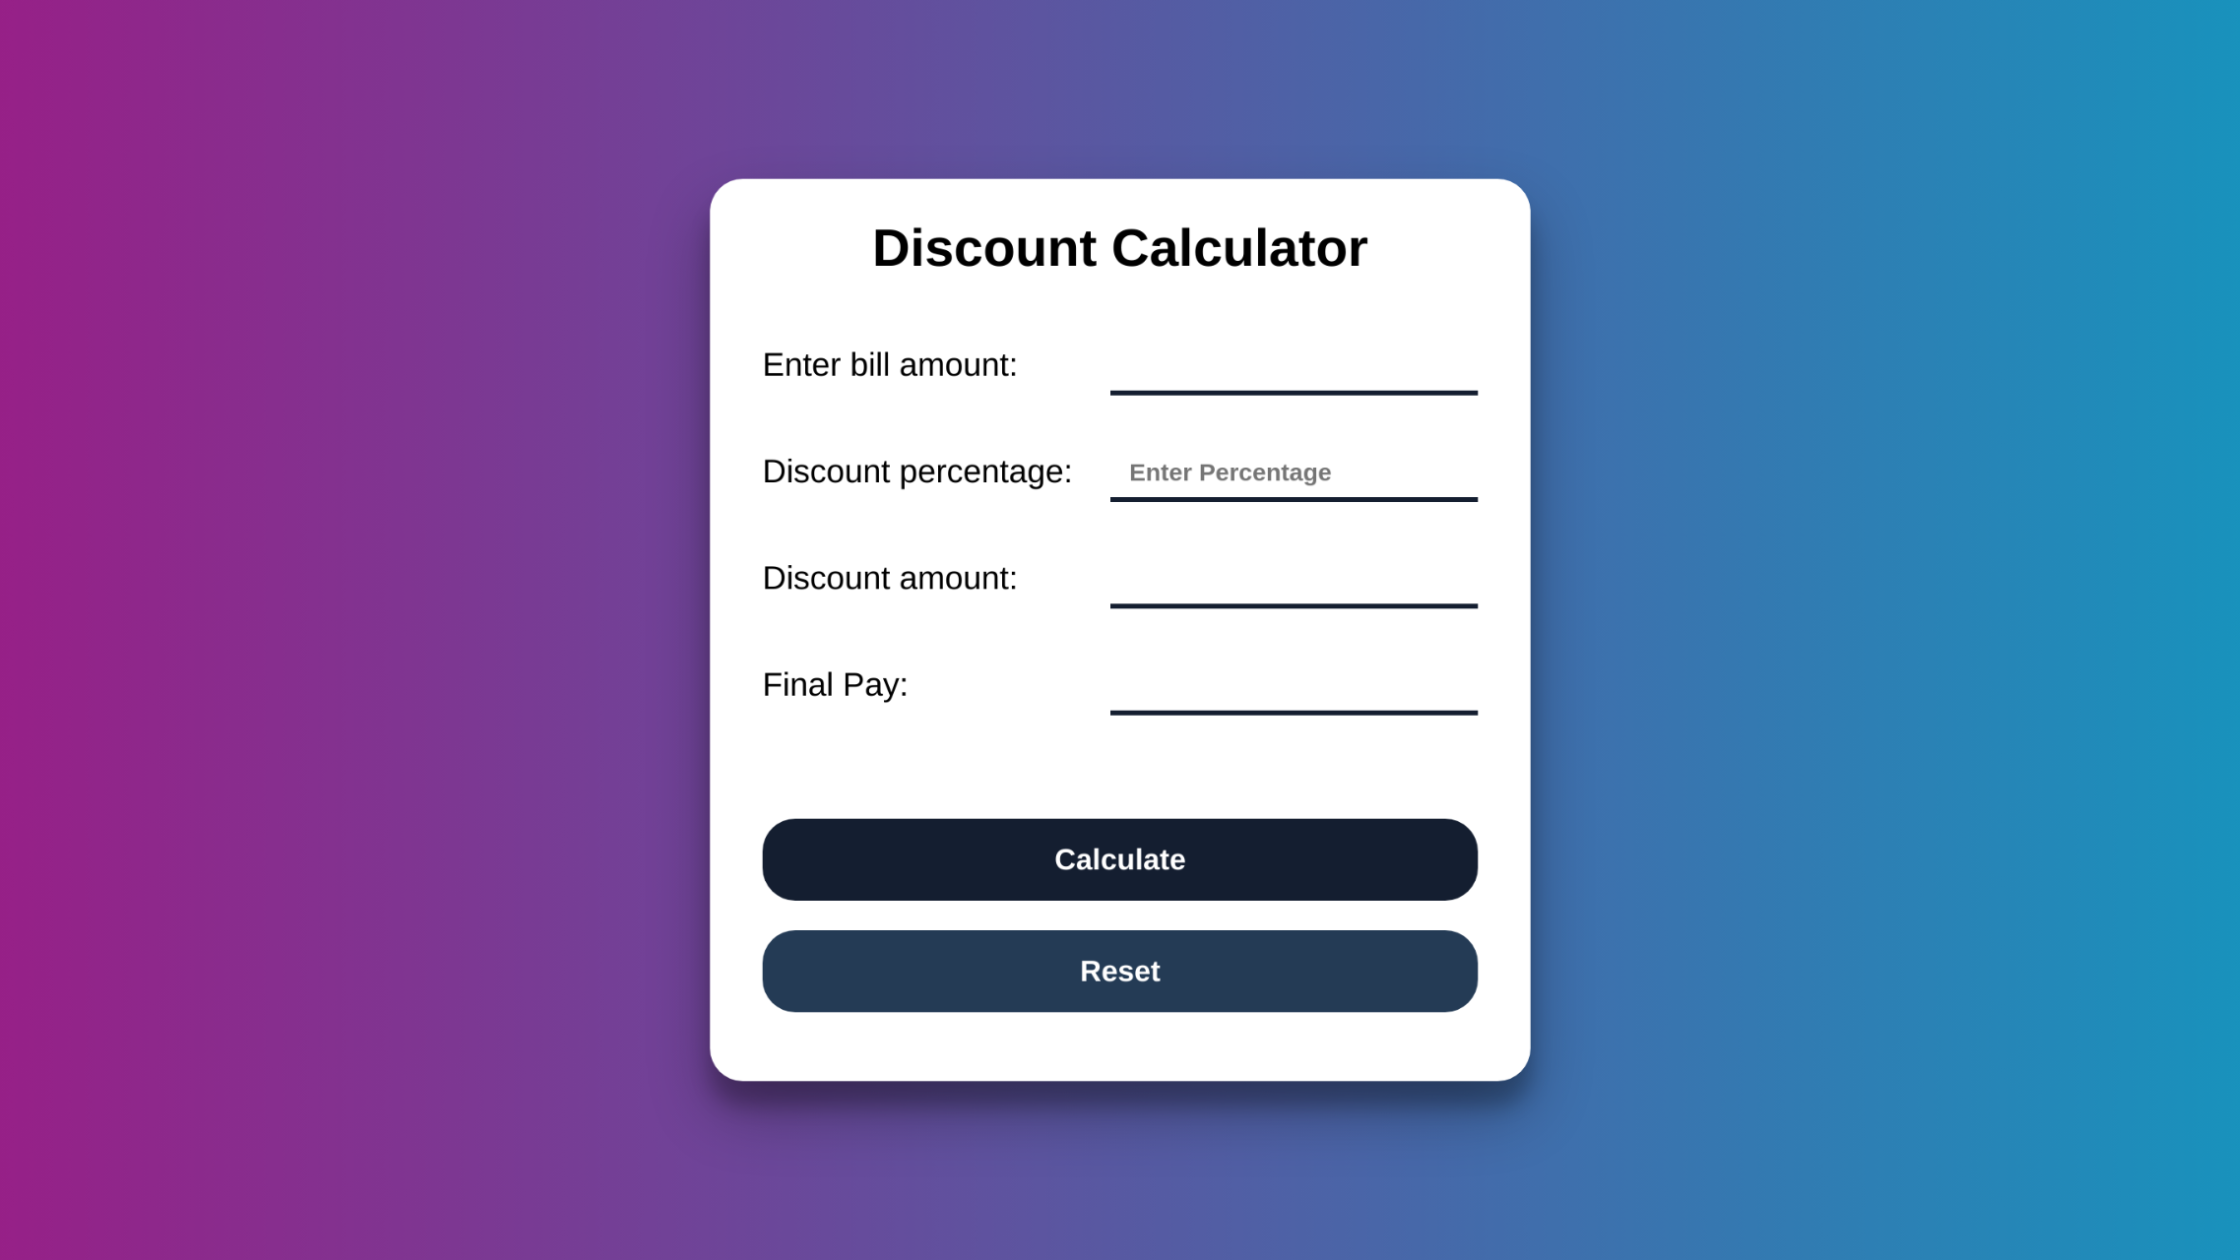 Discount Calculator
Enter bill amount:
Discount percentage: Enter Percentage
Discount amount:
Final Pay:
Calculate
Reset